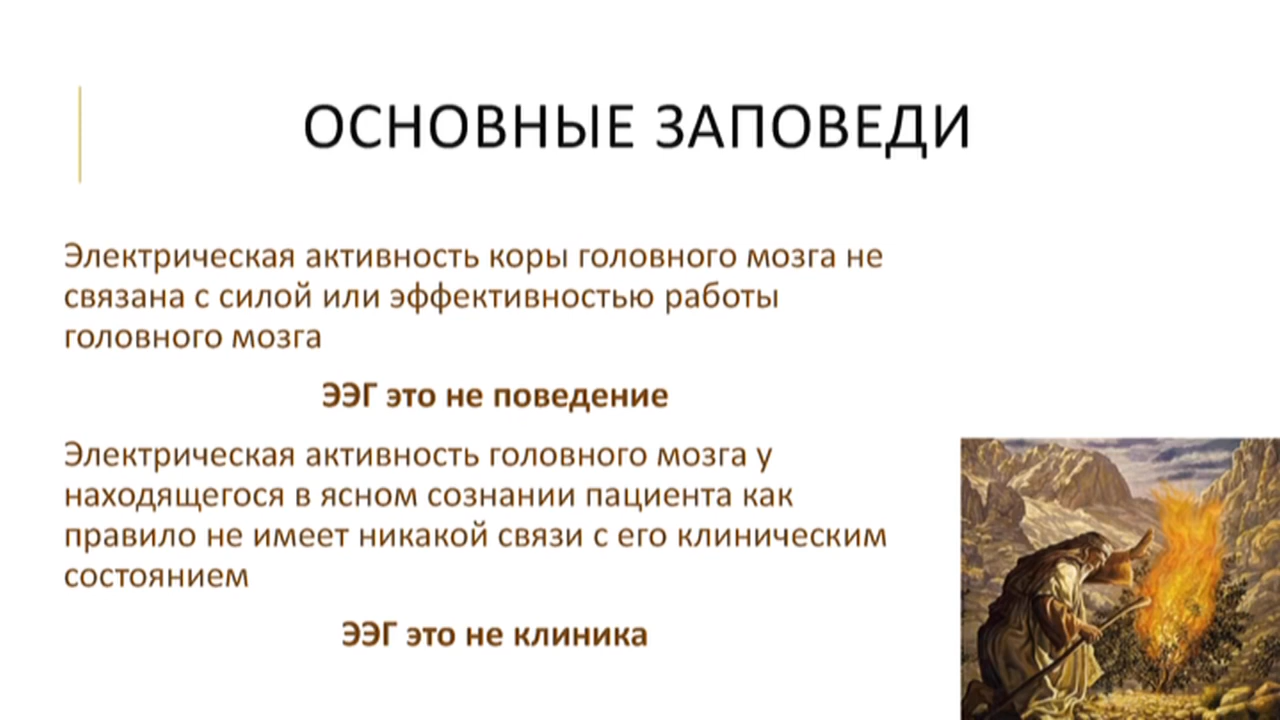 ОСНОВНЫЕ ЗАПОВЕДИ
Электрическая активность коры головного мозга не
связана с силой или эффективностью работы
головного мозга
ЭЭГ это не поведение
Электрическая активность головного мозга у
находящегося в ясном сознании пациента как
правило не имеет никакой связи с его клиническим
состоянием
ЭЭГ это не клиника